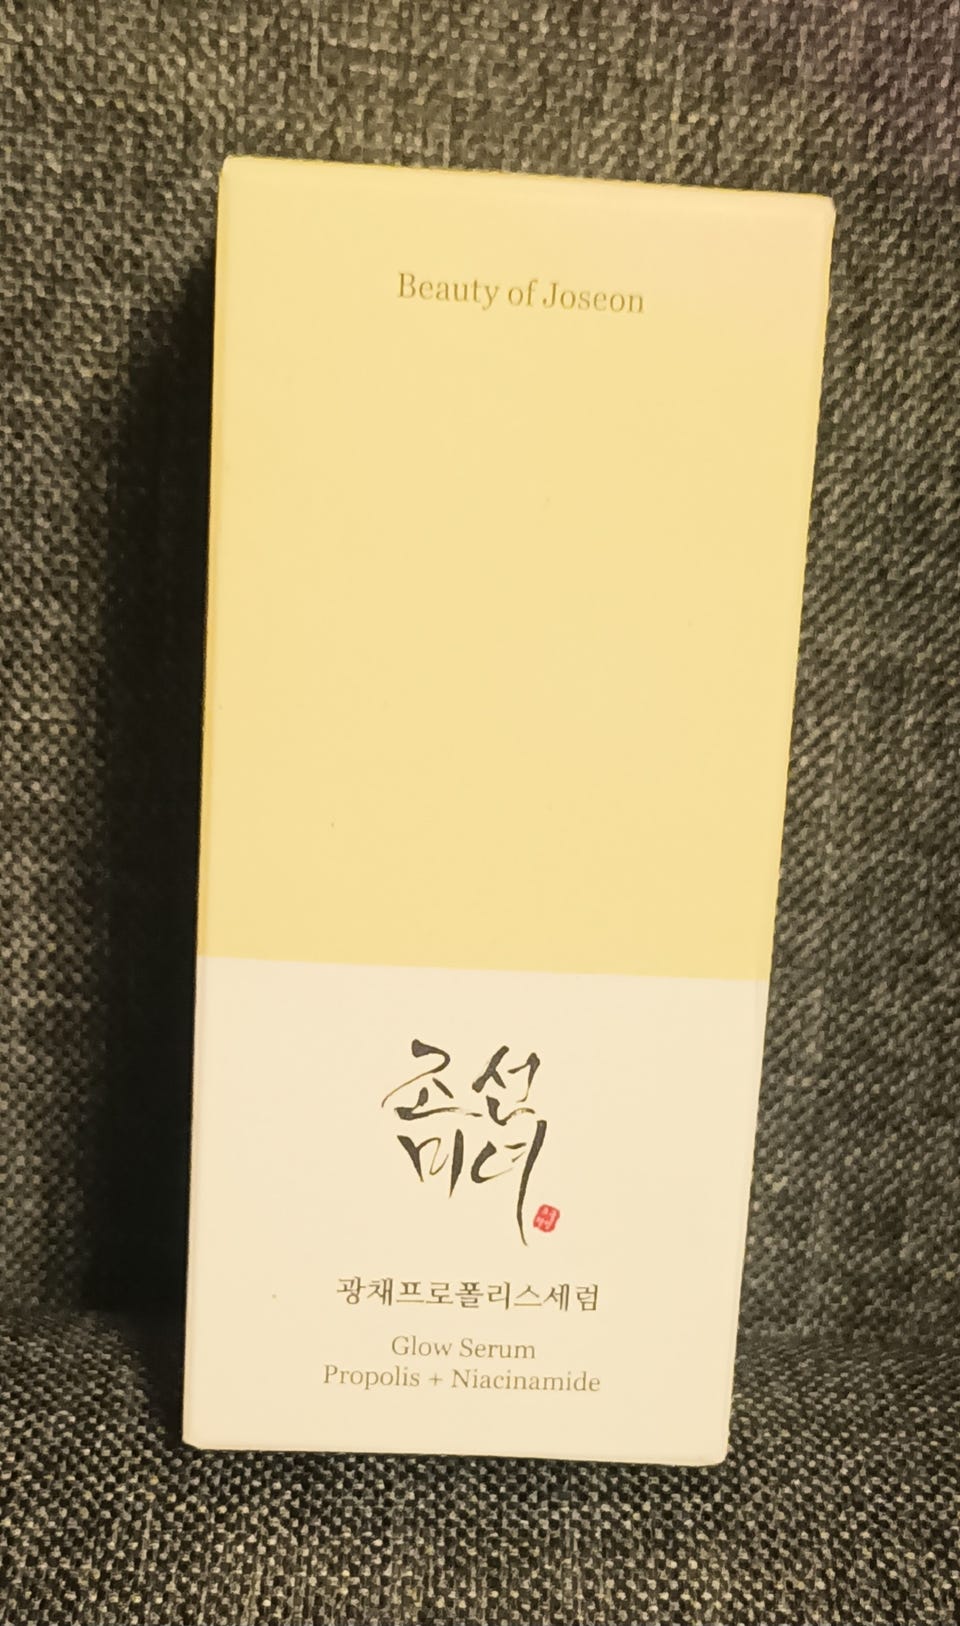 Beauty of Joseon
조선
미녀
광채프로폴리스세럼
Glow Serum
Propolis + Niacinamide